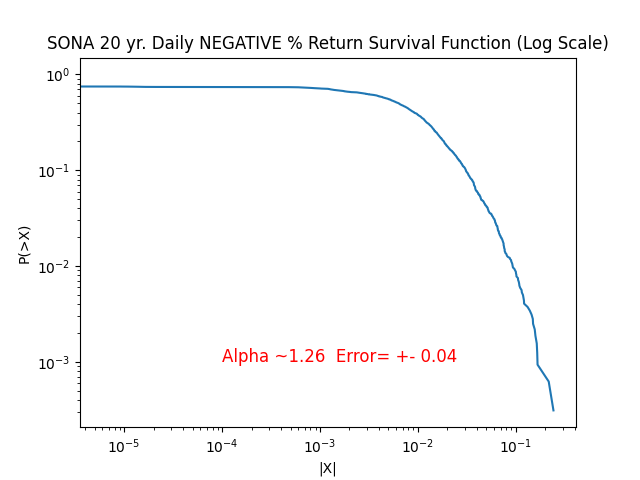 SONA 20 yr. Daily NEGATIVE % Return Survival Function (Log Scale)
10⁰
10⁻¹
10⁻²
10⁻³
P(>X)
Alpha ~1.26  Error= +- 0.04
10⁻⁵ 10⁻⁴ 10⁻³ 10⁻² 10⁻¹
|X|